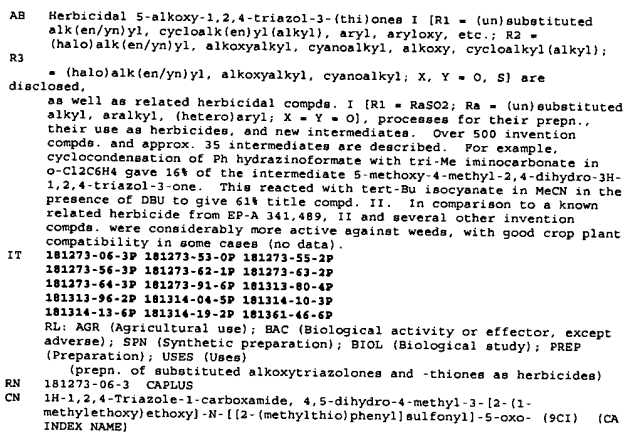 AB Herbicidal 5-alkoxy-1,2,4-triazol-3-(thi)ones I [R1 = (un)substituted
alk(en/yn)yl, cycloalk(en)yl(alkyl), aryl, aryloxy, etc.; R2 =
(halo)alk(en/yn)yl, alkoxyalkyl, cyanoalkyl, alkoxy, cycloalkyl(alkyl);
R3
= (halo)alk(en/yn)yl, alkoxyalkyl, cyanoalkyl; X, Y = O, S] are
disclosed,
as well as related herbicidal compds. I [R1 = RaSO2; Ra = (un)substituted
alkyl, aralkyl, (hetero)aryl; X = Y = O], processes for their prepn.,
their use as herbicides, and new intermediates. Over 500 invention
compds. and approx. 35 intermediates are described. For example,
cyclocondensation of Ph hydrazinoformate with tri-Me iminocarbonate in
o-Cl2C6H4 gave 16% of the intermediate 5-methoxy-4-methyl-2,4-dihydro-3H-
1,2,4-triazol-3-one. This reacted with tert-Bu isocyanate in MeCN in the
presence of DBU to give 61% title compd. II. In comparison to a known
related herbicide from EP-A 341,489, II and several other invention
compds. were considerably more active against weeds, with good crop plant
compatibility in some cases (no data).
IT 181273-06-3P 181273-53-0P 181273-55-2P
181273-56-3P 181273-62-1P 181273-63-2P
181273-64-3P 181273-91-6P 181313-80-4P
181313-96-2P 181314-04-5P 181314-10-3P
181314-13-6P 181314-19-2P 181361-46-6P
RL: AGR (Agricultural use); BAC (Biological activity or effector, except
adverse); SPN (Synthetic preparation); BIOL (Biological study); PREP
(Preparation); USES (Uses)
(prepn. of substituted alkoxytriazolones and -thiones as herbicides)
RN 181273-06-3 CAPLUS
CN 1H-1,2,4-Triazole-1-carboxamide, 4,5-dihydro-4-methyl-3-[2-(1-
methylethoxy)ethoxy]-N-[[2-(methylthio)phenyl]sulfonyl]-5-oxo- (9CI) (CA
INDEX NAME)